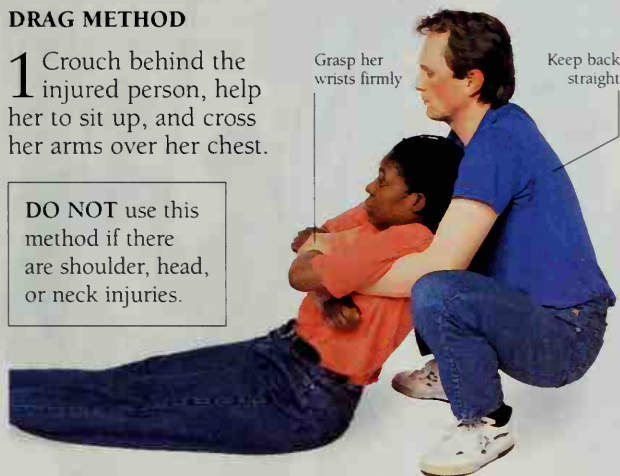 DRAG METHOD
1 Crouch behind the
injured person, help
her to sit up, and cross
her arms over her chest.
DO NOT use this
method if there
are shoulder, head,
or neck injuries.
Grasp her
wrists firmly
Keep back
straight